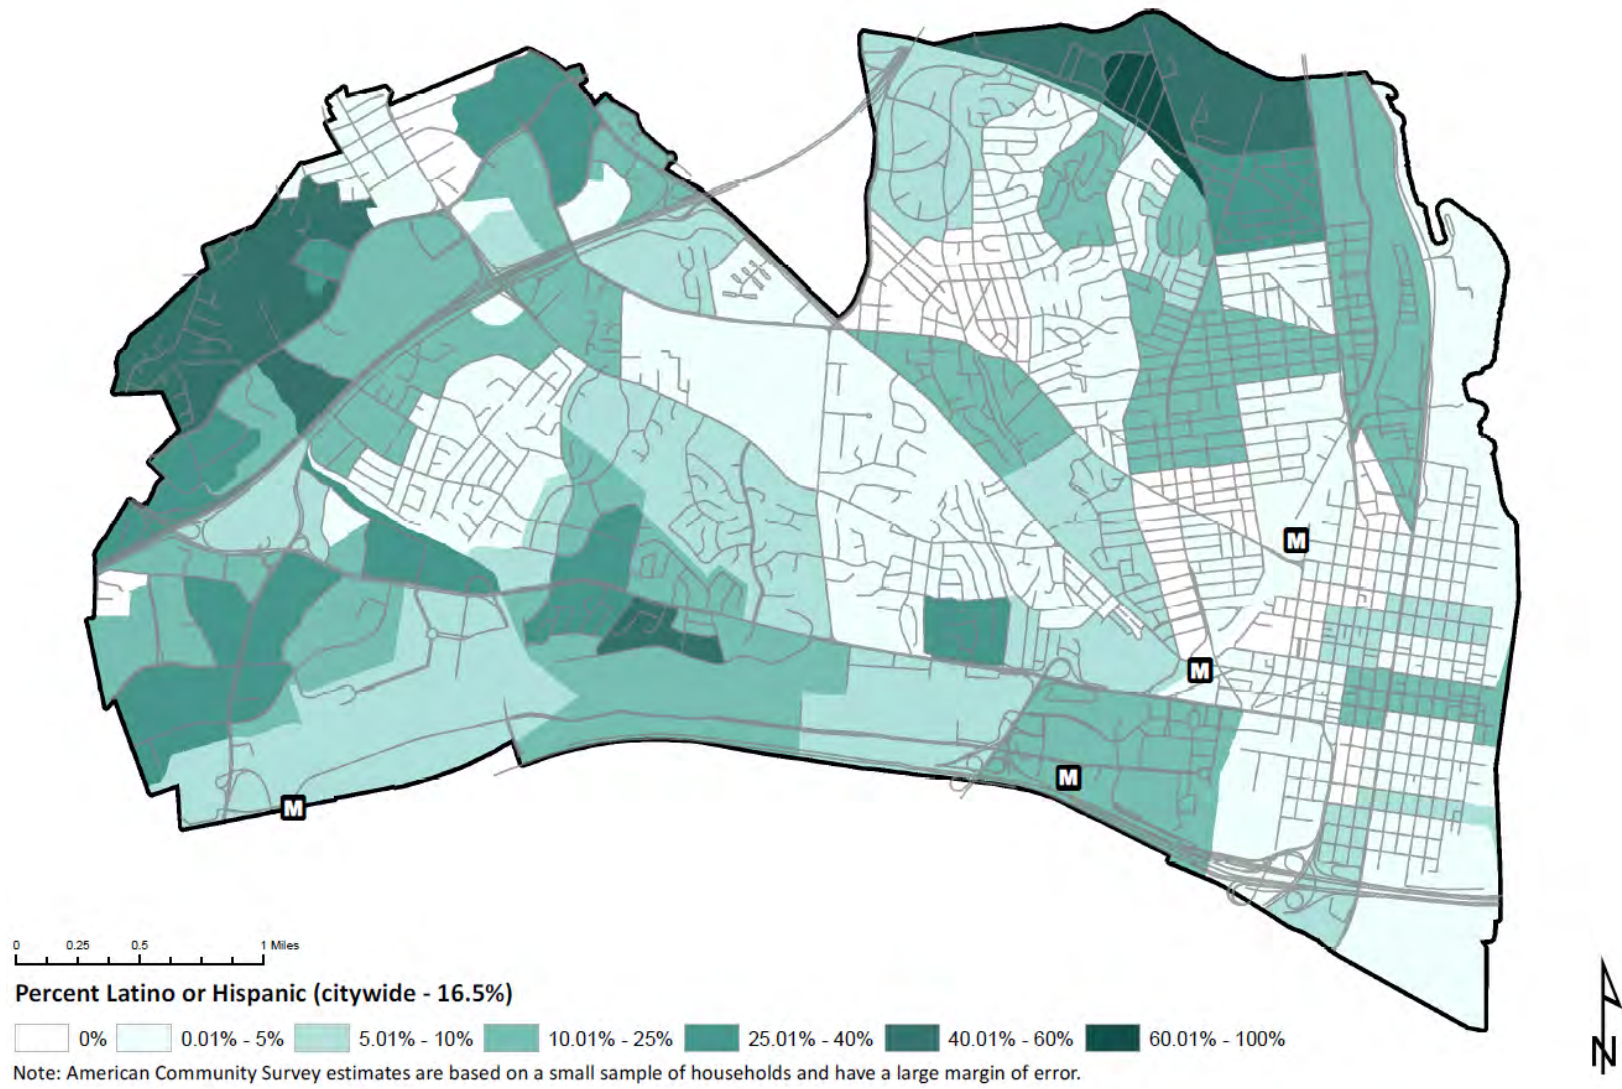 M
M
M
M
0 0.25 0.5 1 Miles
Percent Latino or Hispanic (citywide - 16.5%)
0% 0.01% - 5% 5.01% - 10% 10.01% - 25% 25.01% - 40% 40.01% - 60% 60.01% - 100%
Note: American Community Survey estimates are based on a small sample of households and have a large margin of error.
N